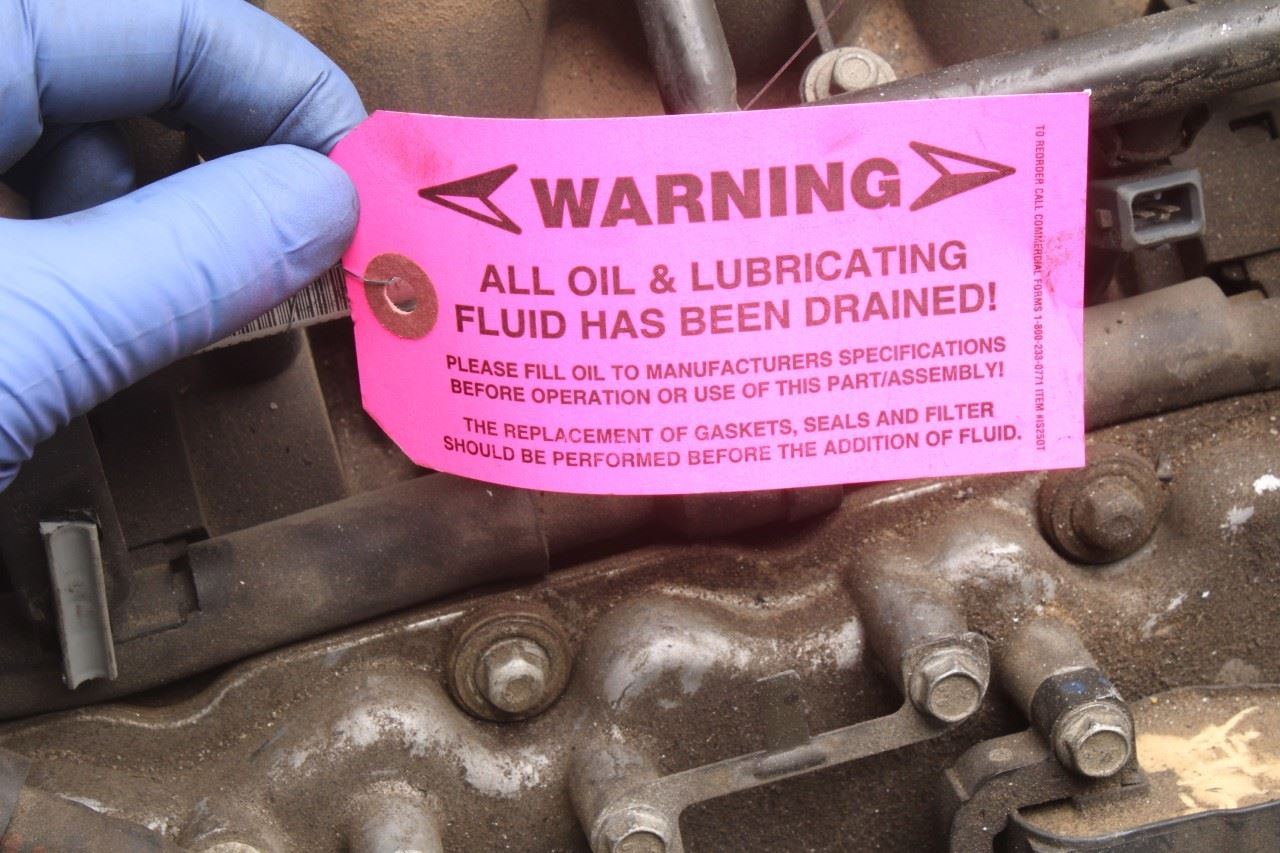 WARNING
ALL OIL & LUBRICATING
FLUID HAS BEEN DRAINED!
PLEASE FILL OIL TO MANUFACTURERS SPECIFICATIONS
BEFORE OPERATION OR USE OF THIS PART/ASSEMBLY!
THE REPLACEMENT OF GASKETS, SEALS AND FILTER
SHOULD BE PERFORMED BEFORE THE ADDITION OF FLUID.
TO REORDER CALL COMMERCIAL FORMS 1-800-233-0771 ITEM #IS250T